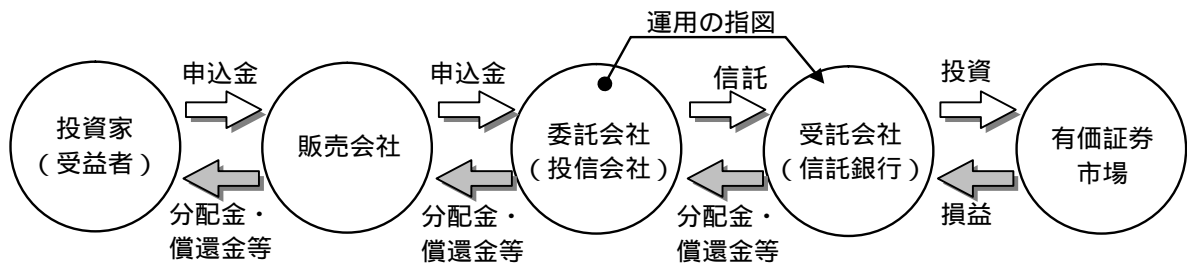 運用の指図
申込金
申込金
信託
投資
投資家
（受益者）
販売会社
委託会社
（投信会社）
受託会社
（信託銀行）
有価証券
市場
分配金・
償還金等
分配金・
償還金等
分配金・
償還金等
損益